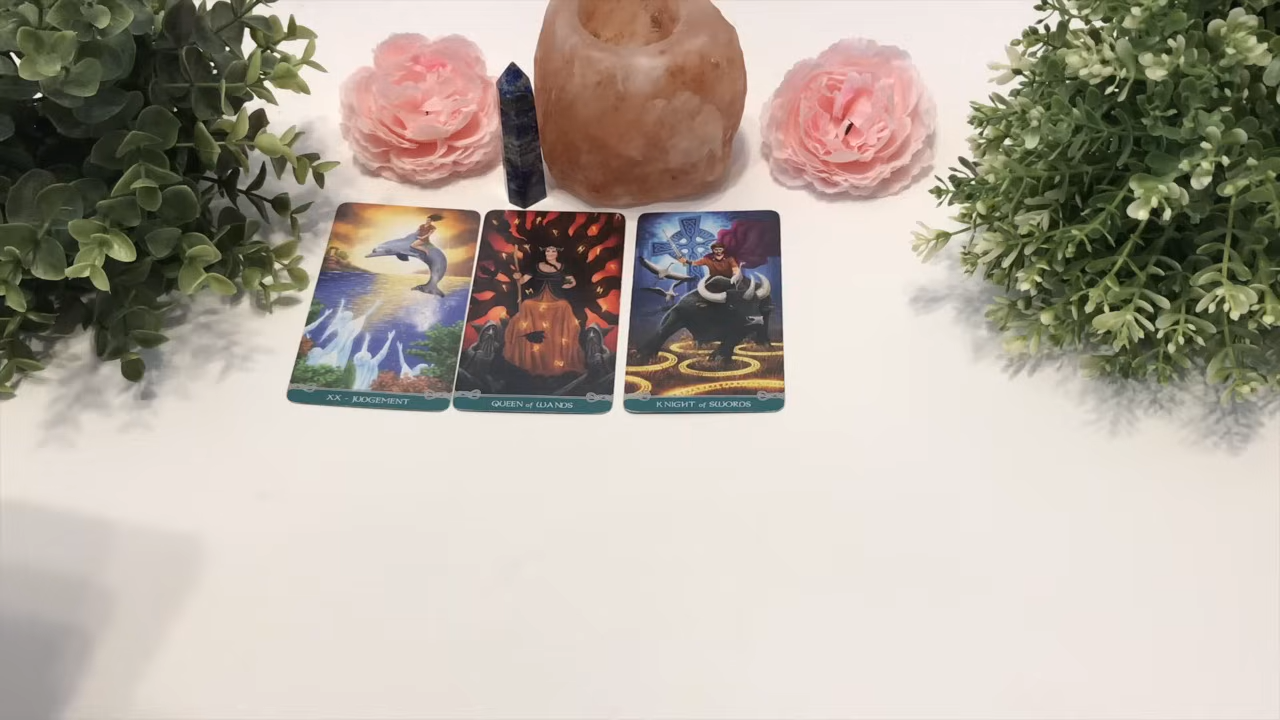 XX - JUDGEMENT
QUEEN of WANDS
KNIGHT of SWORDS